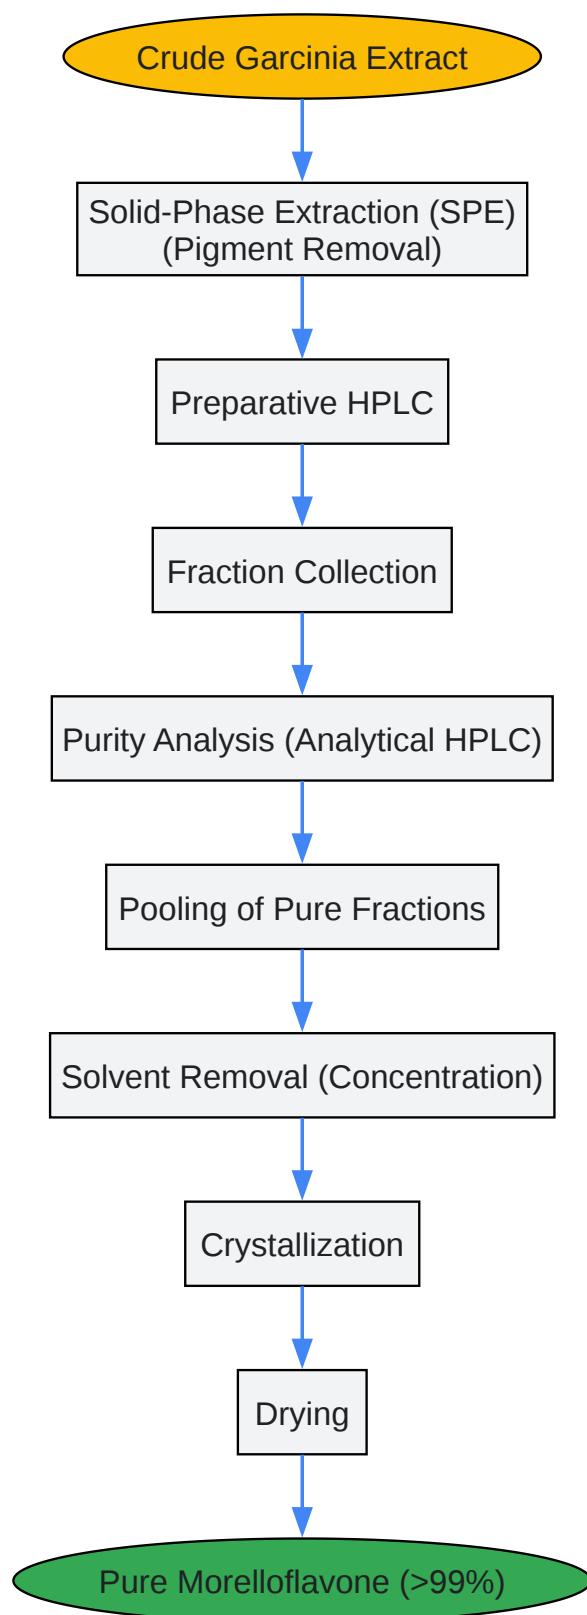 Crude Garcinia Extract
Solid-Phase Extraction (SPE)
(Pigment Removal)
Preparative HPLC
Fraction Collection
Purity Analysis (Analytical HPLC)
Pooling of Pure Fractions
Solvent Removal (Concentration)
Crystallization
Drying
Pure Morelloflavone (>99%)